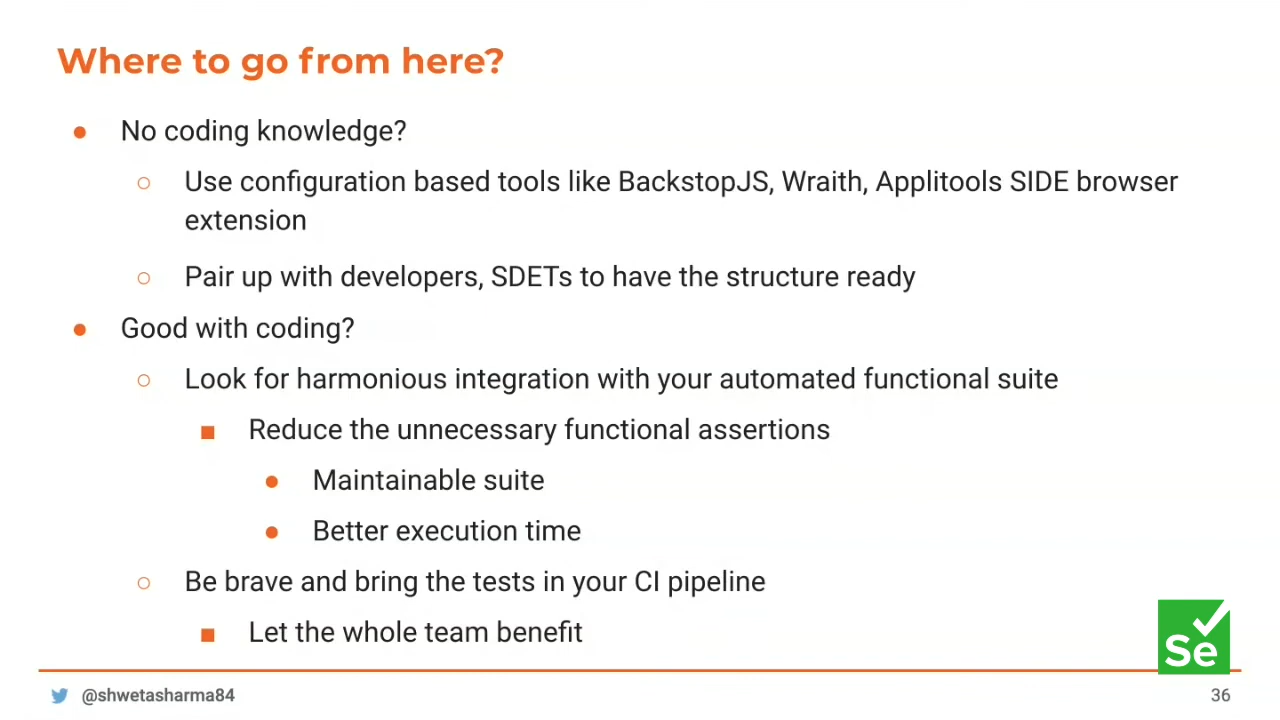 Where to go from here?
No coding knowledge?
Use configuration based tools like BackstopJS, Wraith, Applitools SIDE browser
extension
Pair up with developers, SDETs to have the structure ready
Good with coding?
Look for harmonious integration with your automated functional suite
Reduce the unnecessary functional assertions
Maintainable suite
Better execution time
Be brave and bring the tests in your CI pipeline
Let the whole team benefit
Se
@shwetasharma84
36